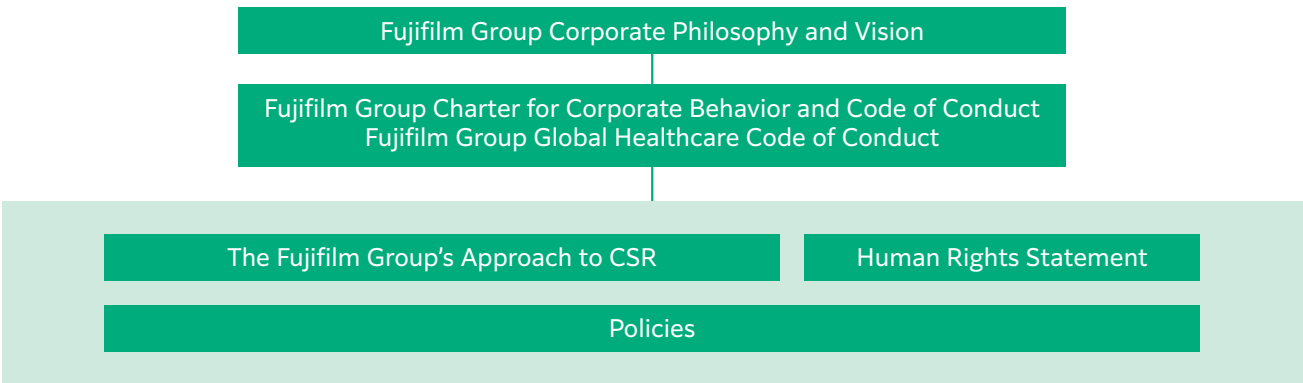 Fujifilm Group Corporate Philosophy and Vision
Fujifilm Group Charter for Corporate Behavior and Code of Conduct
Fujifilm Group Global Healthcare Code of Conduct
The Fujifilm Group’s Approach to CSR
Human Rights Statement
Policies